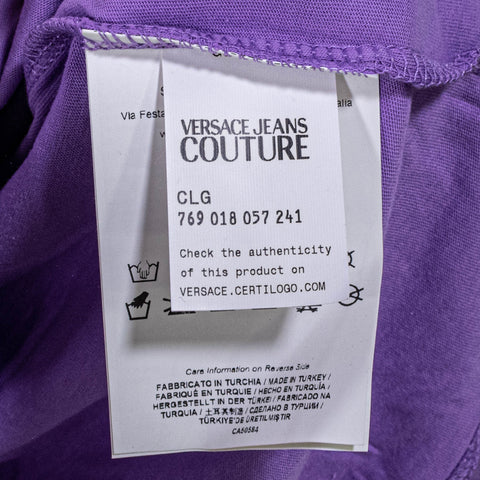 Via Festa
VERSACE JEANS
COUTURE
CLG
769 018 057 241
Check the authenticity
of this product on
VERSACE.CERTILOGO.COM
Care Information on Reverse Side
FABBRICATO IN TURCHIA / MADE IN TURKEY /
FABRIQUÉ EN TURQUIE / HECHO EN TURQUÍA /
HERGESTELLT IN DER TÜRKEI / FABRICADO NA
TURQUIA / 土耳其制造 / СДЕЛАНО В ТУРЦИИ /
TÜRKİYE'DE ÜRETİLMİŞTİR
CA50584